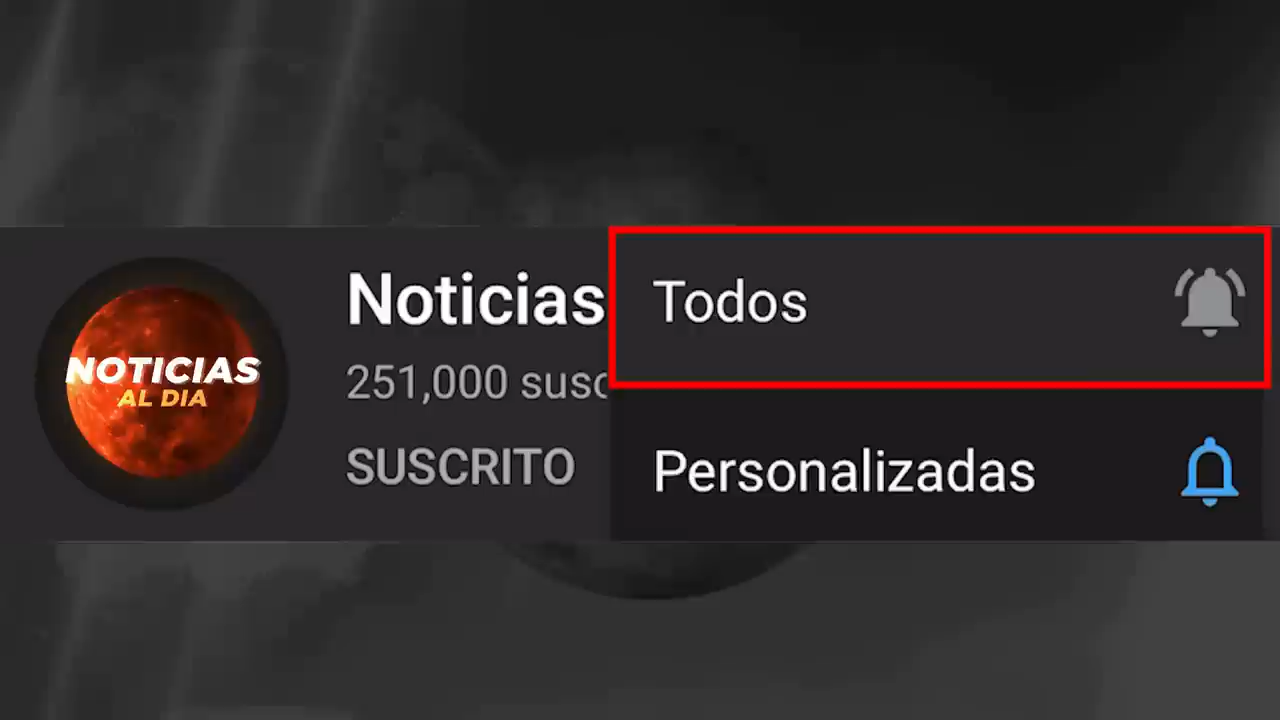 NOTICIAS
AL DIA
Noticias
251,000 susc
SUSCRITO
Todos
Personalizadas